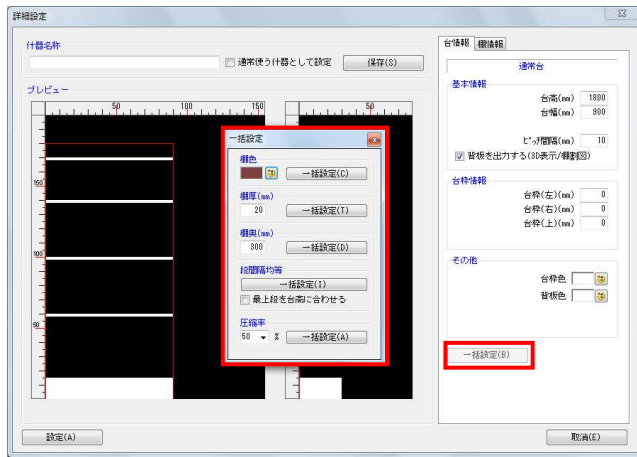 詳細設定
什器名称
通常使う什器として設定
保存(S)
プレビュー
50
100
150
50
150
100
50
一括設定
棚色
一括設定(C)
棚厚(mm)
20
一括設定(T)
棚奥(mm)
300
一括設定(D)
段間隔均等
一括設定(I)
最上段を台高に合わせる
圧縮率
50 % 一括設定(A)
台情報 棚情報
通常台
基本情報
台高(mm) 1800
台幅(mm) 900
ピッチ間隔(mm) 10
背板を出力する(3D表示/棚割図)
台枠情報
台枠(左)(mm) 0
台枠(右)(mm) 0
台枠(上)(mm) 0
その他
台枠色
背板色
一括設定(B)
設定(A)
取消(E)